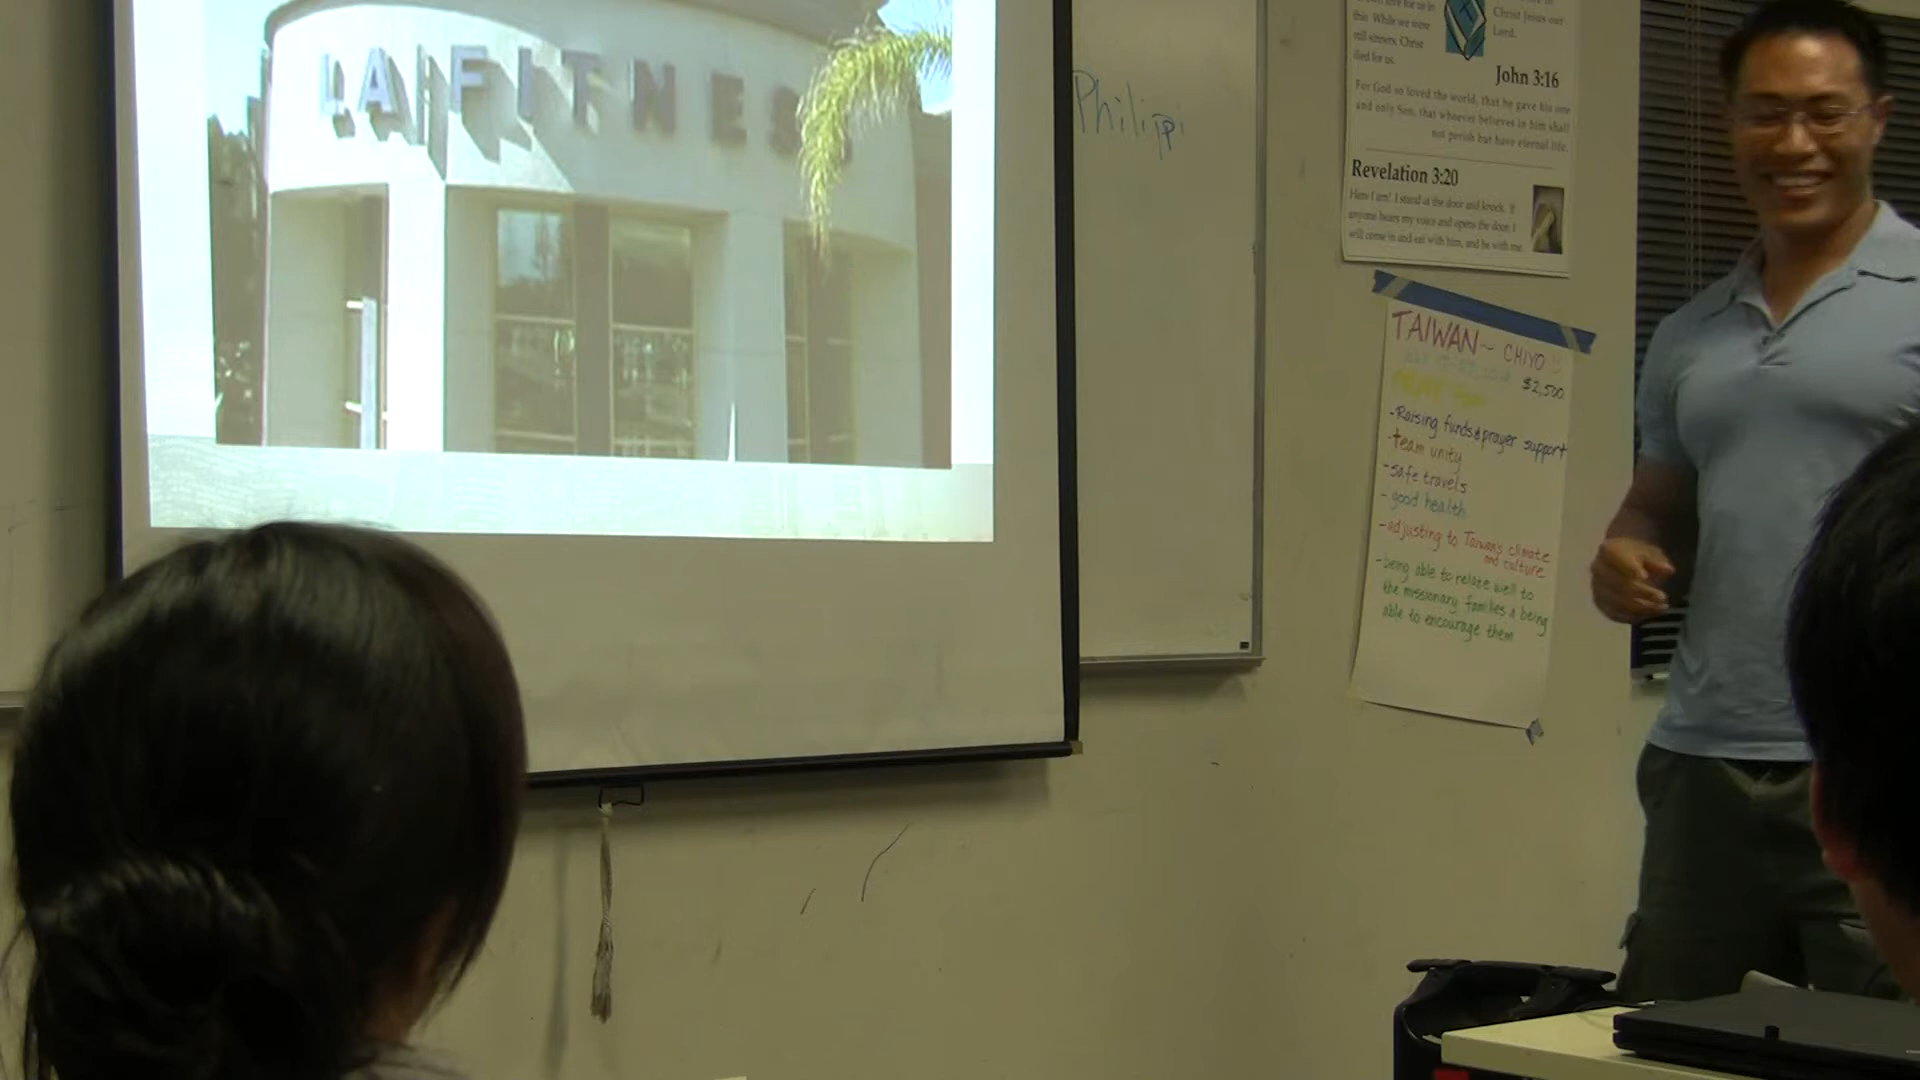 LA FITNESS
Philippi
this. While we were
still sinners, Christ
died for us.
Christ Jesus our
Lord.
John 3:16
For God so loved the world, that he gave his one
and only Son, that whoever believes in him shall
not perish but have eternal life.
Revelation 3:20
Here I am! I stand at the door and knock. If
anyone hears my voice and opens the door, I
will come in and eat with him, and he with me.
TAIWAN~ CHIYO
$2,500
-Raising funds & prayer support
-team unity
-safe travels
-good health
-adjusting to Taiwan's climate
and culture
-being able to relate well to
the missionary families & being
able to encourage them